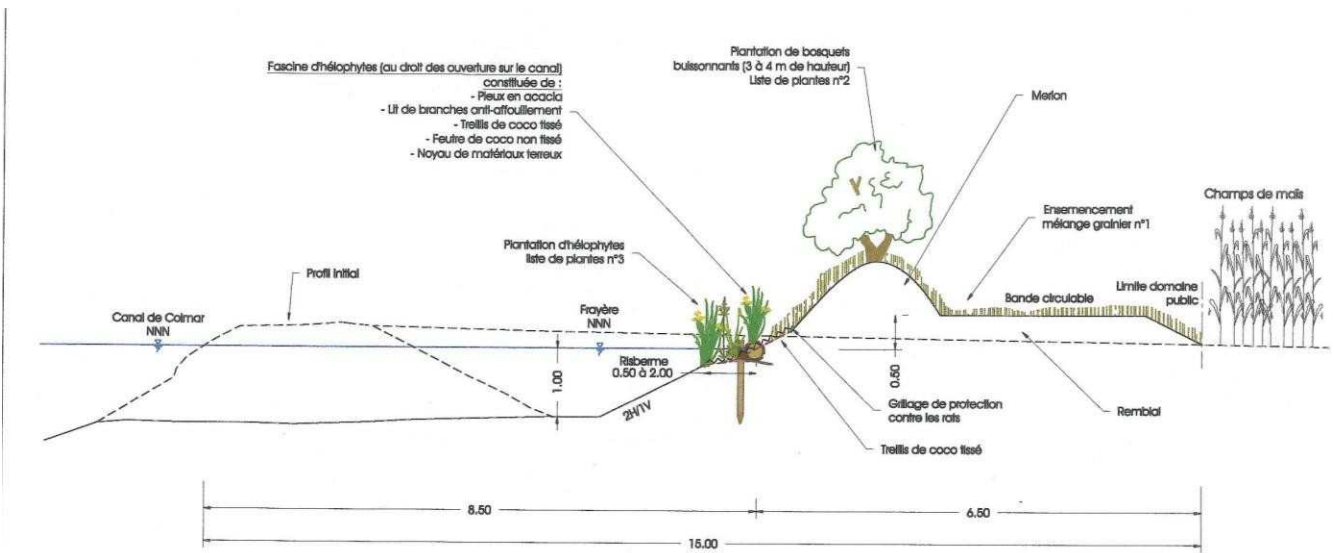 Fascine d'hélophytes (au droit des ouverture sur le canal)
constituée de :
- Pieux en acacia
- Lit de branches anti-affouillement
- Treillis de coco tissé
- Feutre de coco non tissé
- Noyau de matériaux terreux
Plantation de bosquets
buissonnants (3 à 4 m de hauteur)
Liste de plantes n°2
Merlon
Champs de maïs
Ensemencement
mélange grainier n°1
Plantation d'hélophytes
liste de plantes n°3
Profil initial
Limite domaine
public
Bande circulable
Canal de Colmar
NNN
Frayère
NNN
Risberme
0.50 à 2.00
1.00
2H/1V
0.50
Grillage de protection
contre les rats
Remblai
Treillis de coco tissé
8.50
6.50
15.00